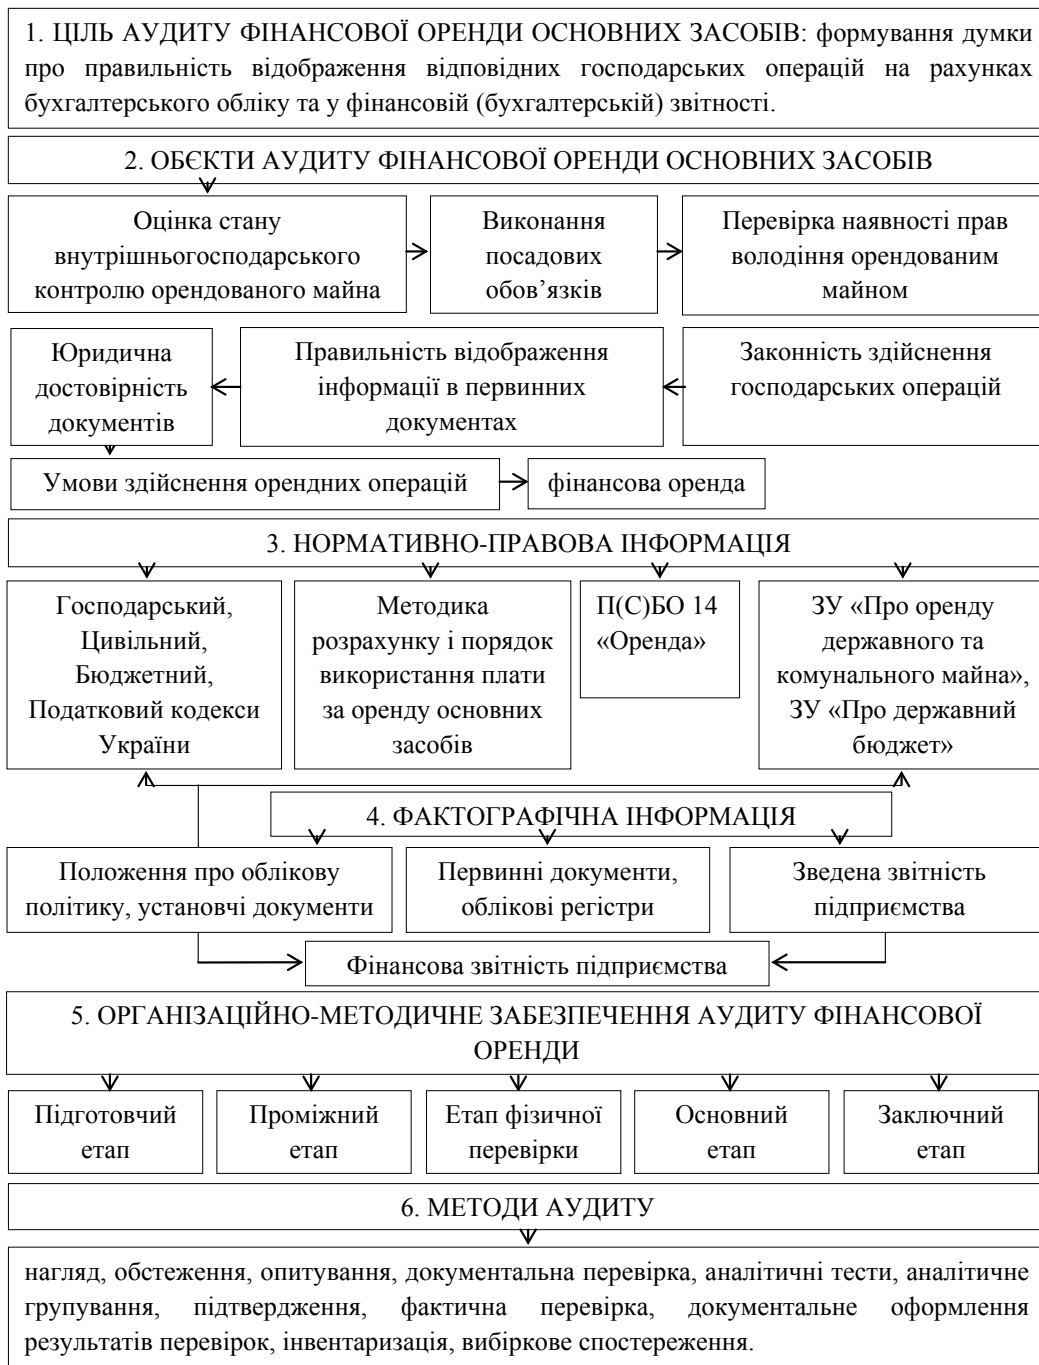 1. ЦІЛЬ АУДИТУ ФІНАНСОВОЇ ОРЕНДИ ОСНОВНИХ ЗАСОБІВ: формування думки
про правильність відображення відповідних господарських операцій на рахунках
бухгалтерського обліку та у фінансовій (бухгалтерській) звітності.
2. ОБЄКТИ АУДИТУ ФІНАНСОВОЇ ОРЕНДИ ОСНОВНИХ ЗАСОБІВ
Оцінка стану
внутрішньогосподарського
контролю орендованого майна
Виконання
посадових
обов’язків
Перевірка наявності прав
володіння орендованим
майном
Юридична
достовірність
документів
Правильність відображення
інформації в первинних
документах
Законність здійснення
господарських операцій
Умови здійснення орендних операцій
фінансова оренда
3. НОРМАТИВНО-ПРАВОВА ІНФОРМАЦІЯ
Господарський,
Цивільний,
Бюджетний,
Податковий кодекси
України
Методика
розрахунку і порядок
використання плати
за оренду основних
засобів
П(С)БО 14
«Оренда»
ЗУ «Про оренду
державного та
комунального майна»,
ЗУ «Про державний
бюджет»
4. ФАКТОГРАФІЧНА ІНФОРМАЦІЯ
Положення про облікову
політику, установчі документи
Первинні документи,
облікові регістри
Зведена звітність
підприємства
Фінансова звітність підприємства
5. ОРГАНІЗАЦІЙНО-МЕТОДИЧНЕ ЗАБЕЗПЕЧЕННЯ АУДИТУ ФІНАНСОВОЇ
ОРЕНДИ
Підготовчий
етап
Проміжний
етап
Етап фізичної
перевірки
Основний
етап
Заключний
етап
6. МЕТОДИ АУДИТУ
нагляд, обстеження, опитування, документальна перевірка, аналітичні тести, аналітичне
групування, підтвердження, фактична перевірка, документальне оформлення
результатів перевірок, інвентаризація, вибіркове спостереження.